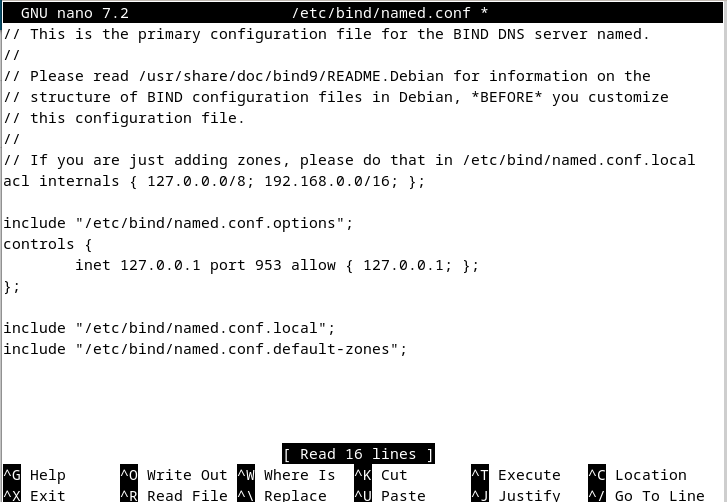 GNU nano 7.2 /etc/bind/named.conf *
// This is the primary configuration file for the BIND DNS server named.
//
// Please read /usr/share/doc/bind9/README.Debian for information on the
// structure of BIND configuration files in Debian, *BEFORE* you customize
// this configuration file.
//
// If you are just adding zones, please do that in /etc/bind/named.conf.local
acl internals { 127.0.0.0/8; 192.168.0.0/16; };

include "/etc/bind/named.conf.options";
controls {
        inet 127.0.0.1 port 953 allow { 127.0.0.1; };
};

include "/etc/bind/named.conf.local";
include "/etc/bind/named.conf.default-zones";

[ Read 16 lines ]
^G Help ^O Write Out ^W Where Is ^K Cut ^T Execute ^C Location
^X Exit ^R Read File ^\ Replace ^U Paste ^J Justify ^/ Go To Line